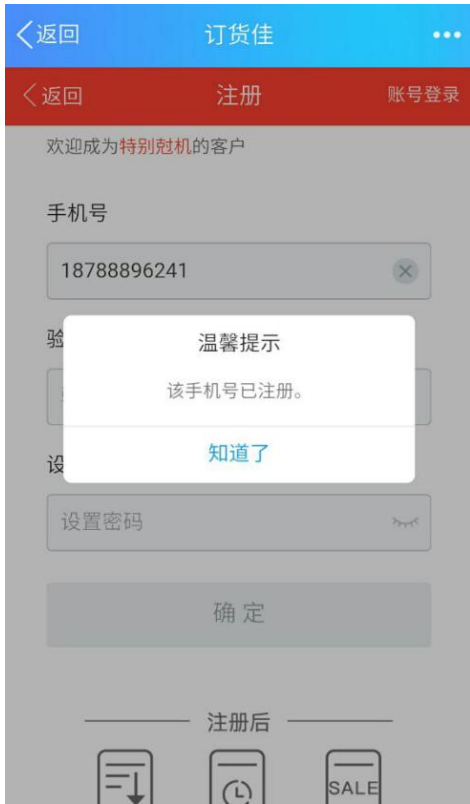 返回 订货佳
返回 注册 账号登录
欢迎成为特别尅机的客户
手机号
18788896241
验
温馨提示
该手机号已注册。
知道了
设
设置密码
确定
注册后
SALE